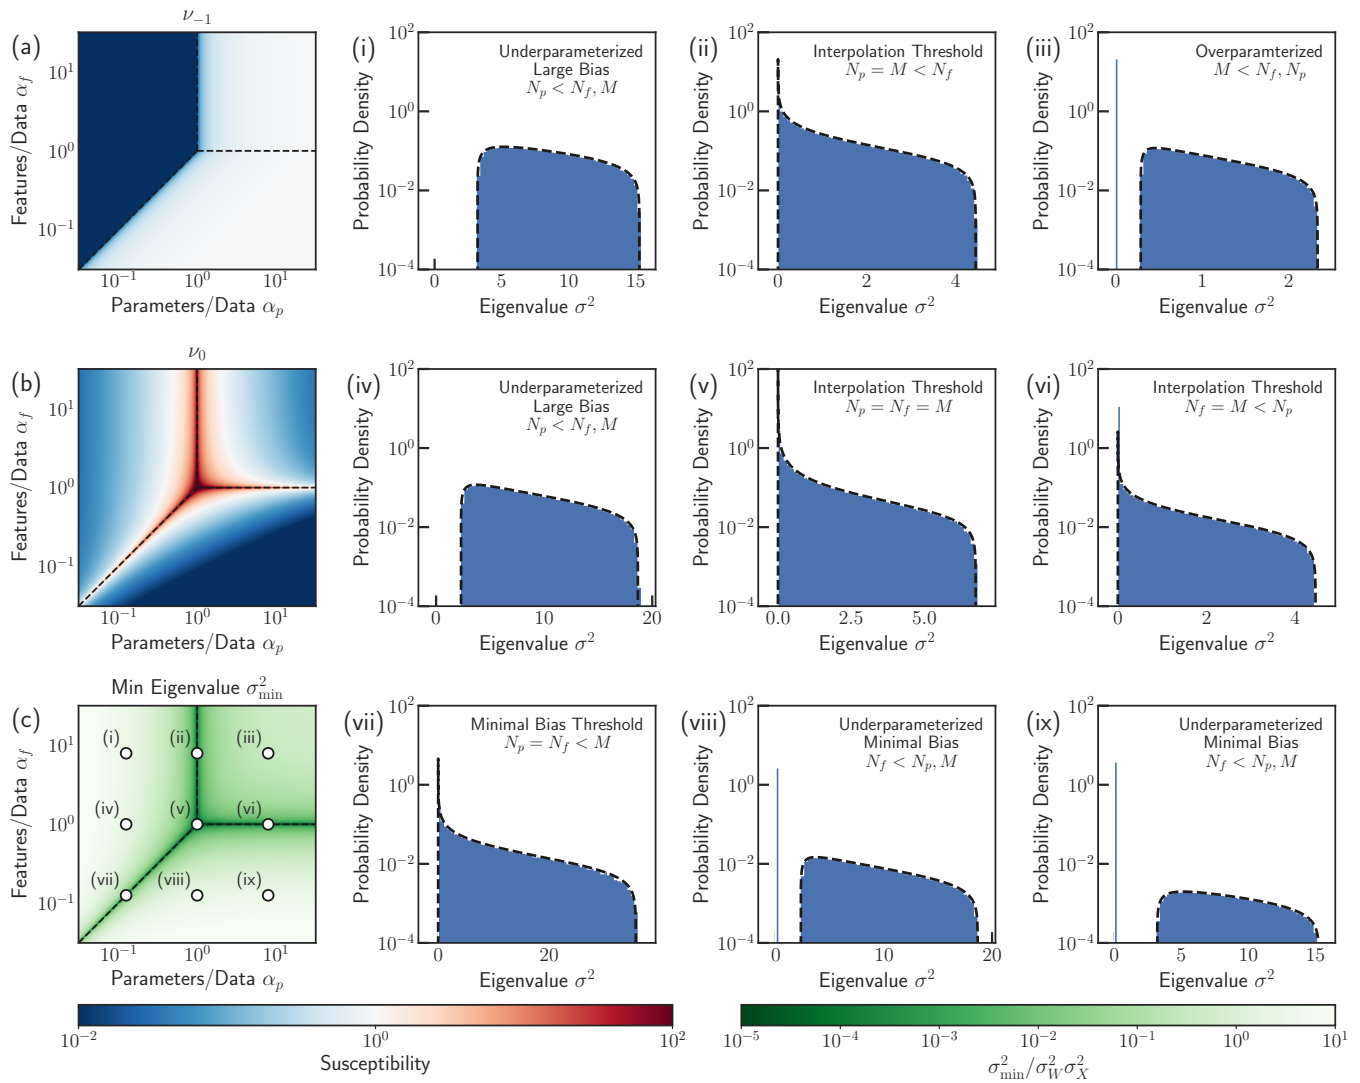 (a)
ν₋₁
Features/Data α_f
10¹
10⁰
10⁻¹
10⁻¹
10⁰
10¹
Parameters/Data α_p
(i)
Underparameterized
Large Bias
N_p < N_f, M
Probability Density
10²
10⁰
10⁻²
10⁻⁴
0
5
10
15
Eigenvalue σ²
(ii)
Interpolation Threshold
N_p = M < N_f
Probability Density
10²
10⁰
10⁻²
10⁻⁴
0
2
4
Eigenvalue σ²
(iii)
Overparamterized
M < N_f, N_p
Probability Density
10²
10⁰
10⁻²
10⁻⁴
0
1
2
Eigenvalue σ²
(b)
ν₀
Features/Data α_f
10¹
10⁰
10⁻¹
10⁻¹
10⁰
10¹
Parameters/Data α_p
(iv)
Underparameterized
Large Bias
N_p < N_f, M
Probability Density
10²
10⁰
10⁻²
10⁻⁴
0
10
20
Eigenvalue σ²
(v)
Interpolation Threshold
N_p = N_f = M
Probability Density
10²
10⁰
10⁻²
10⁻⁴
0.0
2.5
5.0
Eigenvalue σ²
(vi)
Interpolation Threshold
N_f = M < N_p
Probability Density
10²
10⁰
10⁻²
10⁻⁴
0
2
4
Eigenvalue σ²
(c)
Min Eigenvalue σ²_min
Features/Data α_f
10¹
10⁰
10⁻¹
(i)
(ii)
(iii)
(iv)
(v)
(vi)
(vii)
(viii)
(ix)
10⁻¹
10⁰
10¹
Parameters/Data α_p
(vii)
Minimal Bias Threshold
N_p = N_f < M
Probability Density
10²
10⁰
10⁻²
10⁻⁴
0
20
Eigenvalue σ²
(viii)
Underparameterized
Minimal Bias
N_f < N_p, M
Probability Density
10²
10⁰
10⁻²
10⁻⁴
0
10
20
Eigenvalue σ²
(ix)
Underparameterized
Minimal Bias
N_f < N_p, M
Probability Density
10²
10⁰
10⁻²
10⁻⁴
0
5
10
15
Eigenvalue σ²
10⁻²
10⁰
10²
Susceptibility
10⁻⁵
10⁻⁴
10⁻³
10⁻²
10⁻¹
10⁰
10¹
σ²_min/σ²_Wσ²_X